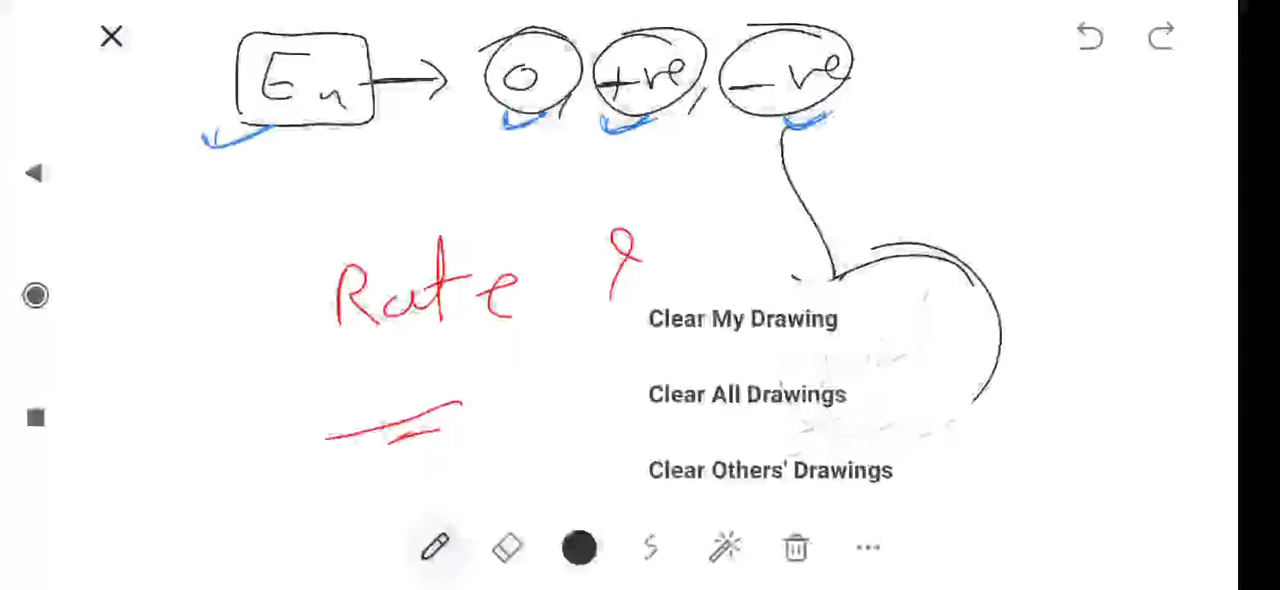 En → 0, +ve, -ve
Rate
Clear My Drawing
Clear All Drawings
Clear Others' Drawings